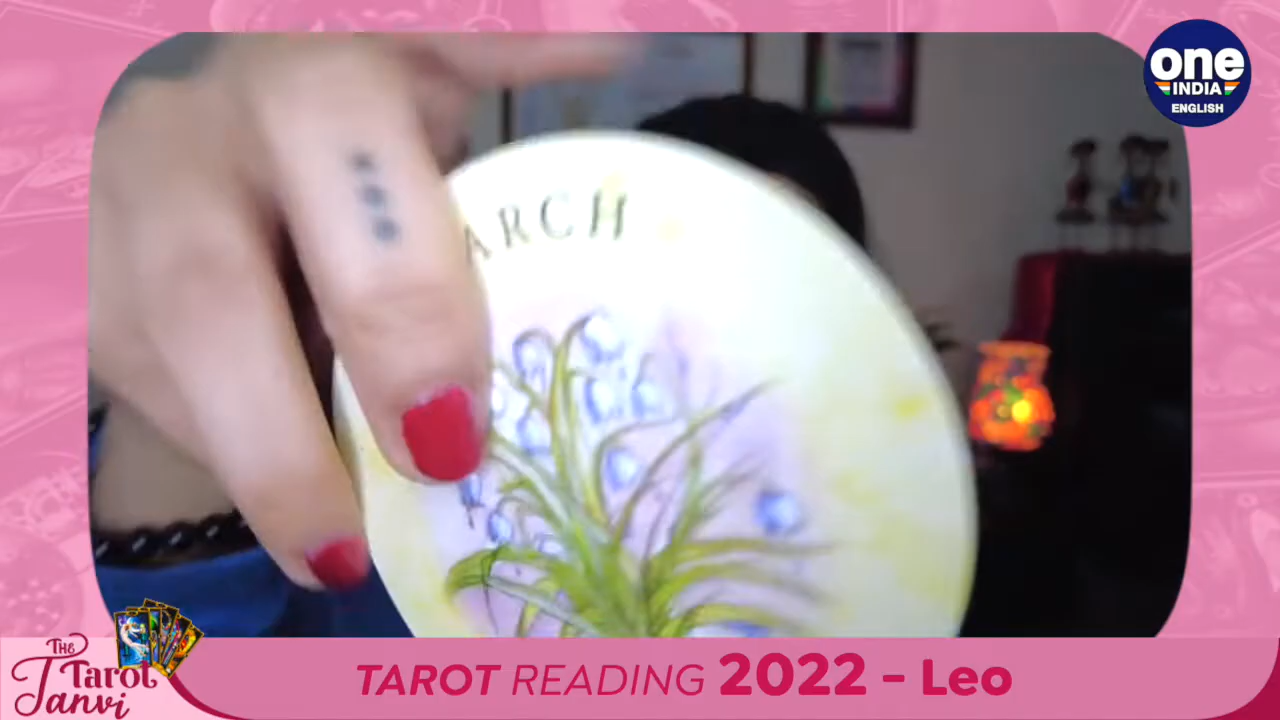 one
INDIA
ENGLISH
ARCH
THE
Tarot
Tanvi
TAROT READING 2022 - Leo